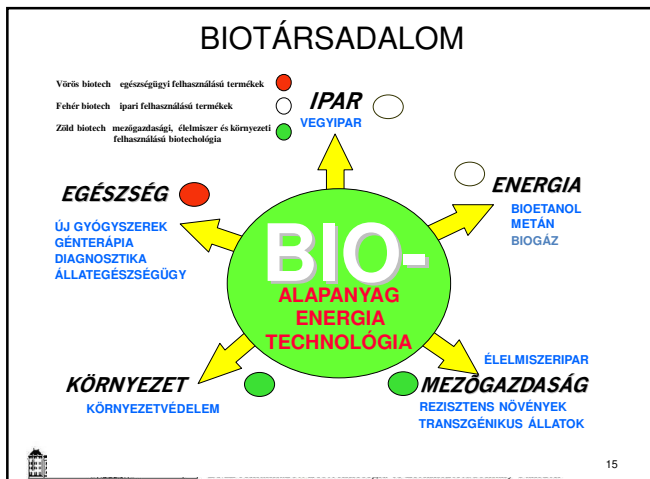 BIOTÁRSADALOM
Vörös biotech egészségügyi felhasználású termékek
Fehér biotech ipari felhasználású termékek
Zöld biotech mezőgazdasági, élelmiszer és környezeti
felhasználású biotechológia
IPAR
VEGYIPAR
EGÉSZSÉG
ÚJ GYÓGYSZEREK
GÉNTERÁPIA
DIAGNOSZTIKA
ÁLLATEGÉSZSÉGÜGY
ENERGIA
BIOETANOL
METÁN
BIOGÁZ
BIO-
ALAPANYAG
ENERGIA
TECHNOLÓGIA
KÖRNYEZET
KÖRNYEZETVÉDELEM
ÉLELMISZERIPAR
MEZŐGAZDASÁG
REZISZTENS NÖVÉNYEK
TRANSZGÉNIKUS ÁLLATOK
15